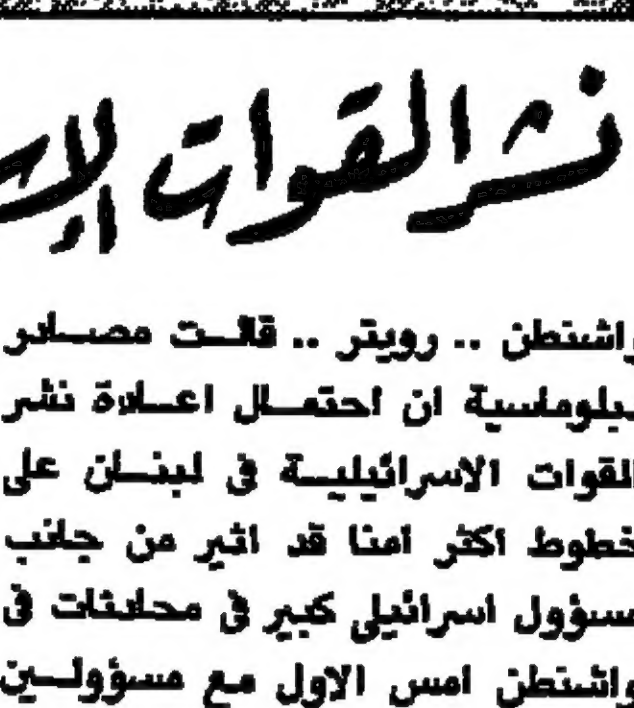 نشر القوات الإس
واشنطن .. رويتر .. قالت مصادر
دبلوماسية ان احتمال اعادة نشر
القوات الاسرائيلية فى لبنان على
خطوط اكثر امنا قد اثير من جانب
مسؤول اسرائيلى كبير فى محادثات فى
واشنطن امس الاول مع مسؤولين